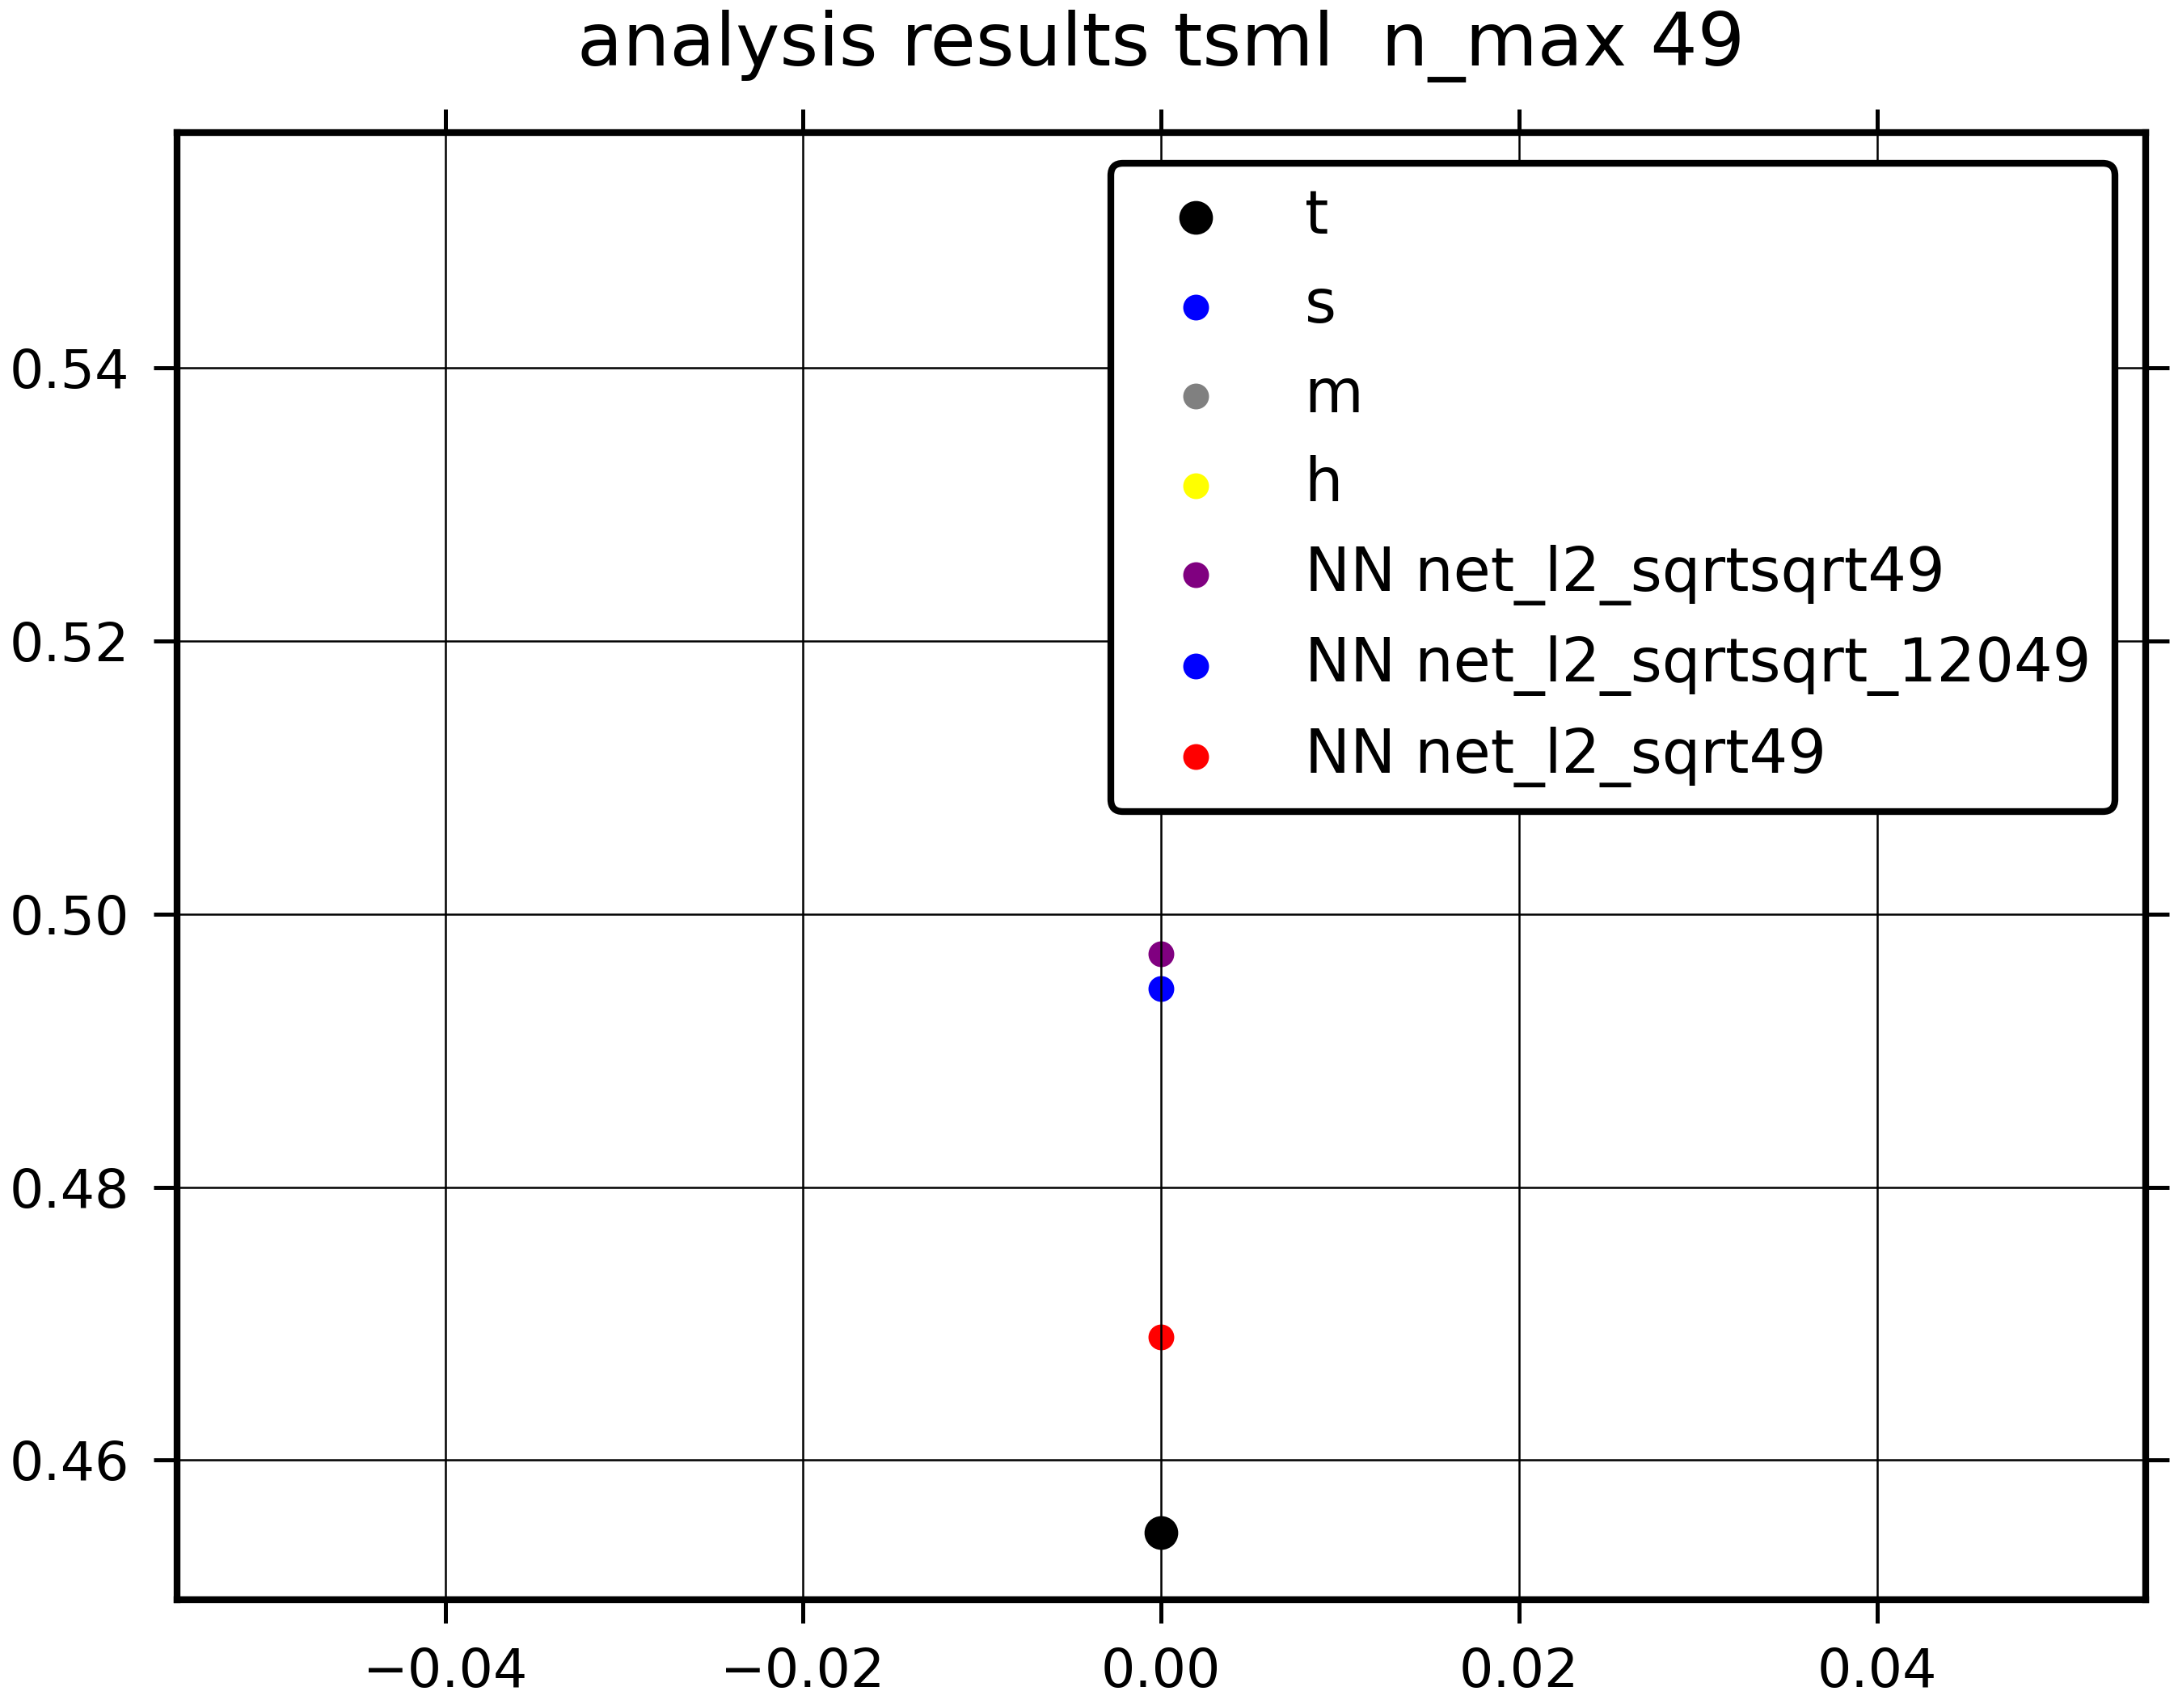 analysis results tsml  n_max 49
t
s
m
h
NN net_l2_sqrtsqrt49
NN net_l2_sqrtsqrt_12049
NN net_l2_sqrt49
0.54
0.52
0.50
0.48
0.46
−0.04 −0.02 0.00 0.02 0.04